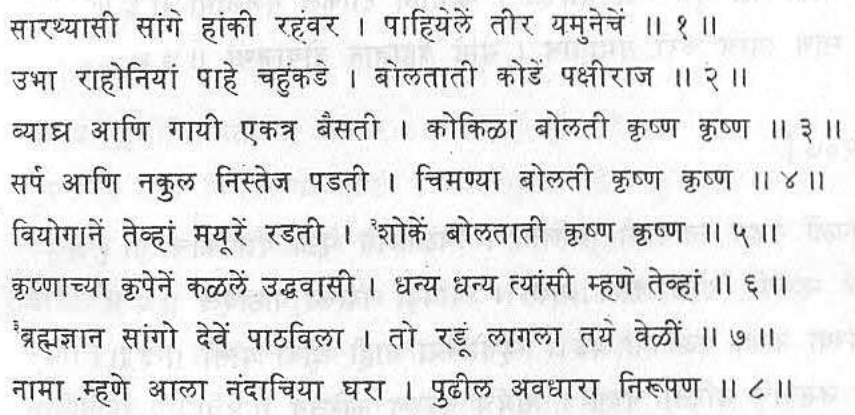 सारथ्यासी सांगे हांकी रहंवर । पाहियेलें तीर यमुनेचें ॥ १ ॥
उभा राहोनियां पाहे चहुंकडे । बोलताती कोडें पक्षीराज ॥ २ ॥
व्याघ्र आणि गायी एकत्र बैसती । कोकिळा बोलती कृष्ण कृष्ण ॥ ३ ॥
सर्प आणि नकुल निस्तेज पडती । चिमण्या बोलती कृष्ण कृष्ण ॥ ४ ॥
वियोगानें तेव्हां मयूरें रडती । शोकें बोलताती कृष्ण कृष्ण ॥ ५ ॥
कृष्णाच्या कृपेनें कळलें उद्धवासी । धन्य धन्य त्यांसी म्हणे तेव्हां ॥ ६ ॥
ब्रह्मज्ञान सांगो देवें पाठविला । तो रडूं लागला तये वेळीं ॥ ७ ॥
नामा म्हणे आला नंदाचिया घरा । पुढील अवधारा निरूपण ॥ ८ ॥